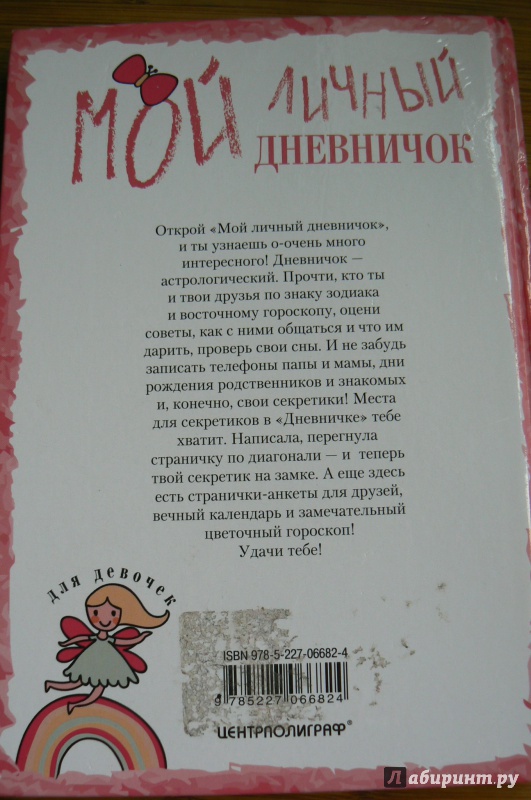 Мой личный
дневничок
Открой «Мой личный дневничок»,
и ты узнаешь о-очень много
интересного! Дневничок —
астрологический. Прочти, кто ты
и твои друзья по знаку зодиака
и восточному гороскопу, оцени
советы, как с ними общаться и что им
дарить, проверь свои сны. И не забудь
записать телефоны папы и мамы, дни
рождения родственников и знакомых
и, конечно, свои секретики! Места
для секретиков в «Дневничке» тебе
хватит. Написала, перегнула
страничку по диагонали — и теперь
твой секретик на замке. А еще здесь
есть странички-анкеты для друзей,
вечный календарь и замечательный
цветочный гороскоп!
Удачи тебе!
для девочек
ISBN 978-5-227-06682-4
9 785227 066824
ЦЕНТРПОЛИГРАФ®
Лабиринт.ру